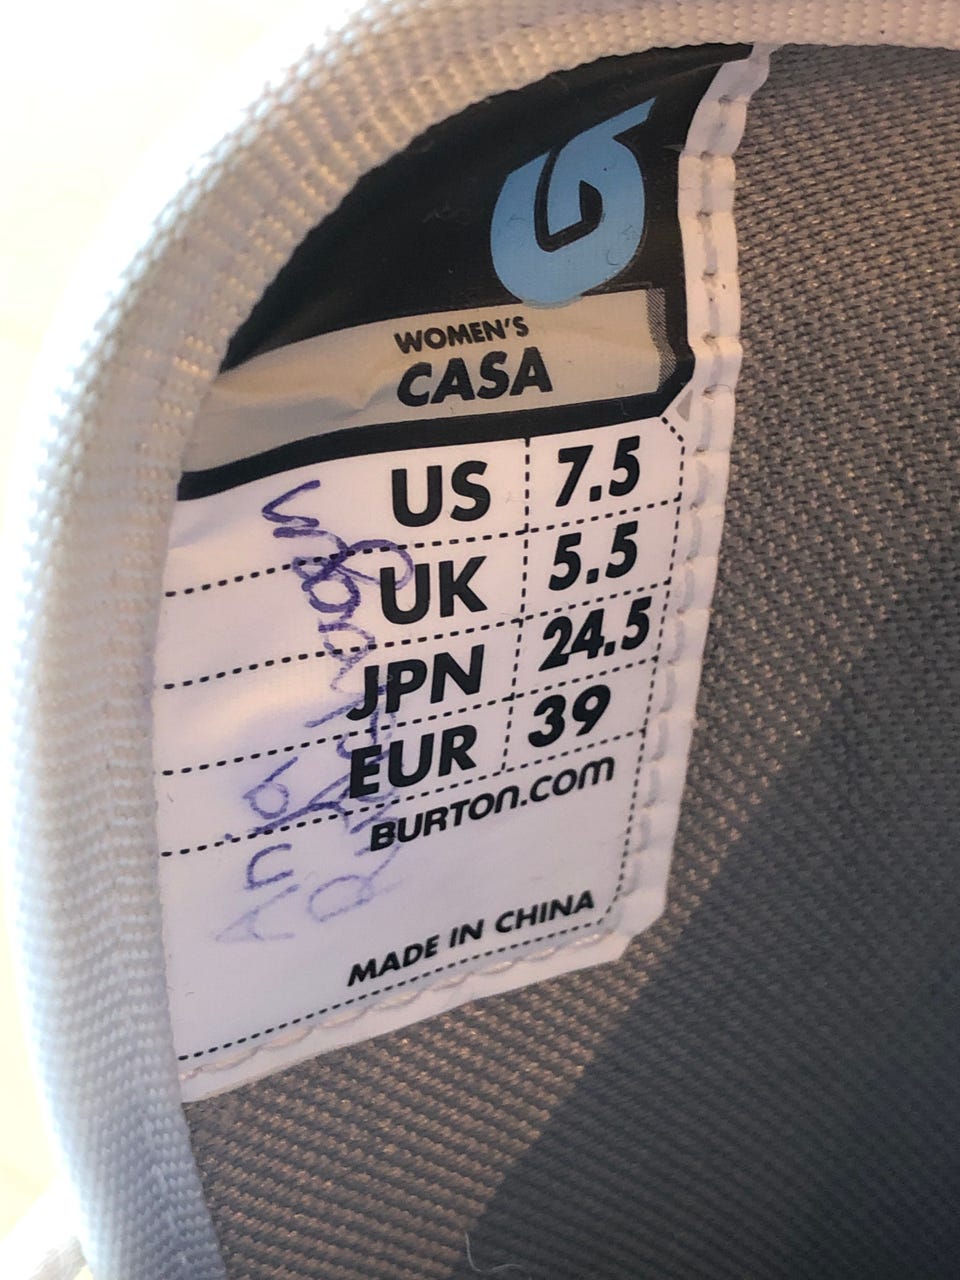 WOMEN'S
CASA
US 7.5
UK 5.5
JPN 24.5
EUR 39
BURTON.COM
MADE IN CHINA